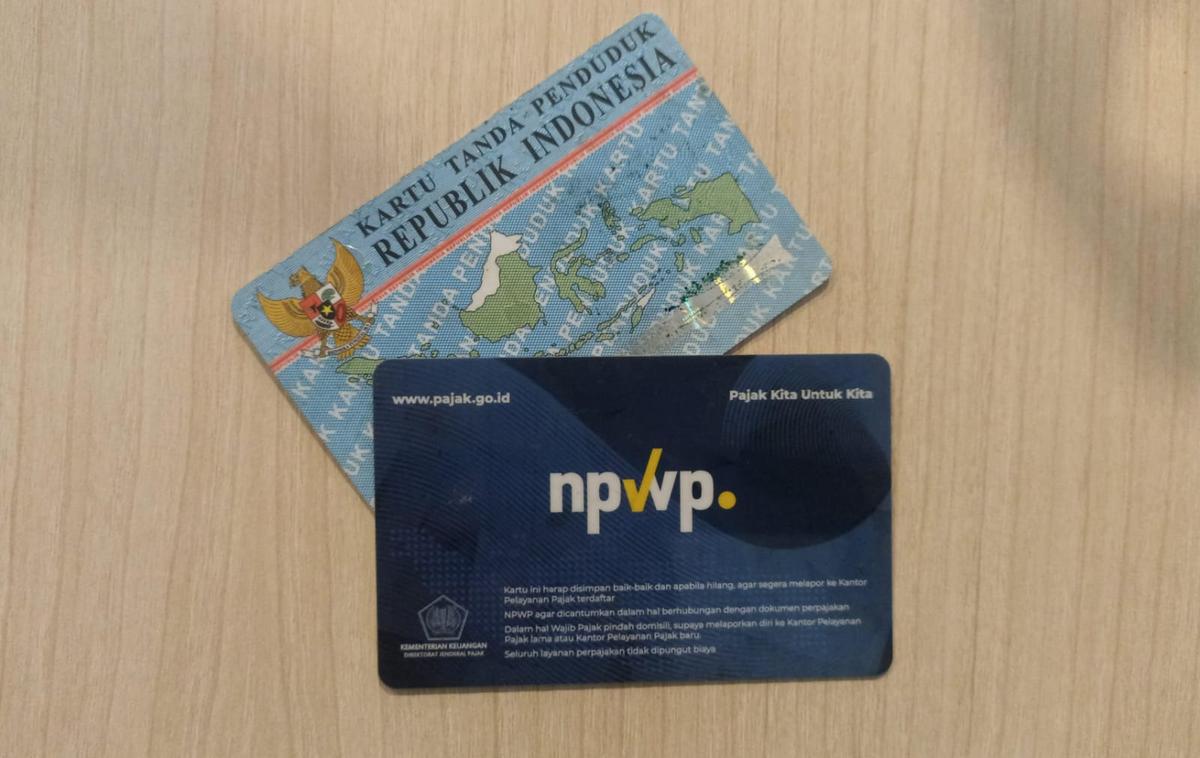 KARTU TANDA PENDUDUK
REPUBLIK INDONESIA
www.pajak.go.id
Pajak Kita Untuk Kita
npwp.
Kartu ini harap disimpan baik-baik dan apabila hilang, agar segera melapor ke Kantor
Pelayanan Pajak terdaftar
NPWP agar dicantumkan dalam hal berhubungan dengan dokumen perpajakan
Dalam hal Wajib Pajak pindah domisili, supaya melaporkan diri ke Kantor Pelayanan
Pajak lama atau Kantor Pelayanan Pajak baru.
Seluruh layanan perpajakan tidak dipungut biaya
KEMENTERIAN KEUANGAN
DIREKTORAT JENDERAL PAJAK